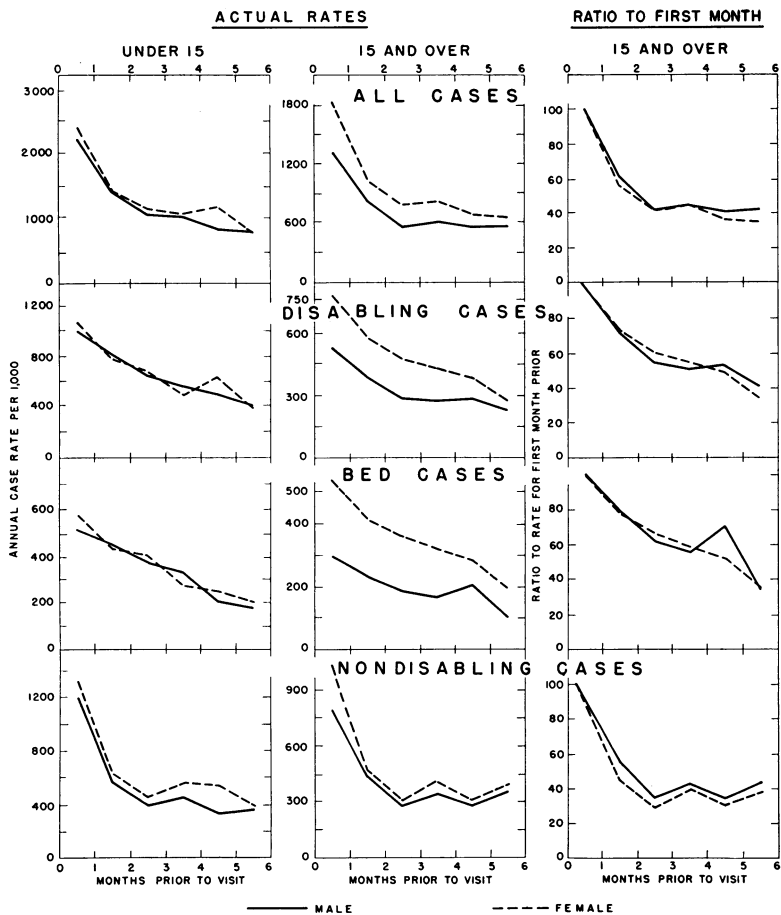 ACTUAL RATES
RATIO TO FIRST MONTH
UNDER 15
15 AND OVER
15 AND OVER
0 1 2 3 4 5 6
0 1 2 3 4 5 6
0 1 2 3 4 5 6
ALL CASES
3000
2000
1000
0
1800
1200
600
0
100
80
60
40
20
0
DISABLING CASES
1200
800
400
0
750
600
300
0
80
60
40
20
0
BED CASES
600
400
200
0
500
400
200
0
100
80
60
40
20
0
NONDISABLING CASES
1200
800
400
0
900
600
300
0
100
80
60
40
20
0
ANNUAL CASE RATE PER 1,000
RATIO TO RATE FOR FIRST MONTH PRIOR
0 1 2 3 4 5 6
0 1 2 3 4 5 6
0 1 2 3 4 5 6
MONTHS PRIOR TO VISIT
MONTHS PRIOR TO VISIT
MONTHS PRIOR TO VISIT
MALE
FEMALE